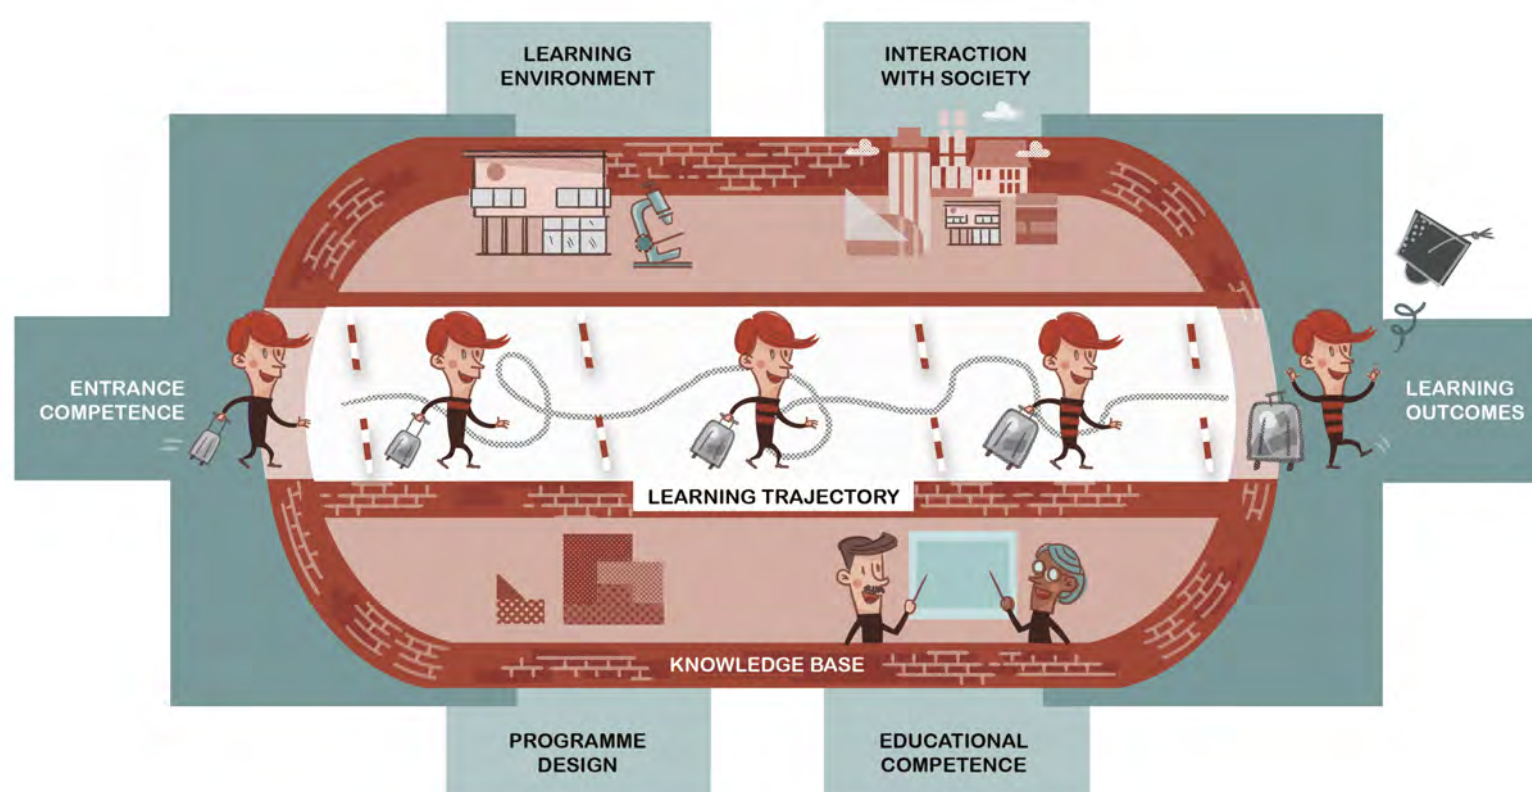 LEARNING
ENVIRONMENT
INTERACTION
WITH SOCIETY
ENTRANCE
COMPETENCE
LEARNING
OUTCOMES
LEARNING TRAJECTORY
KNOWLEDGE BASE
PROGRAMME
DESIGN
EDUCATIONAL
COMPETENCE